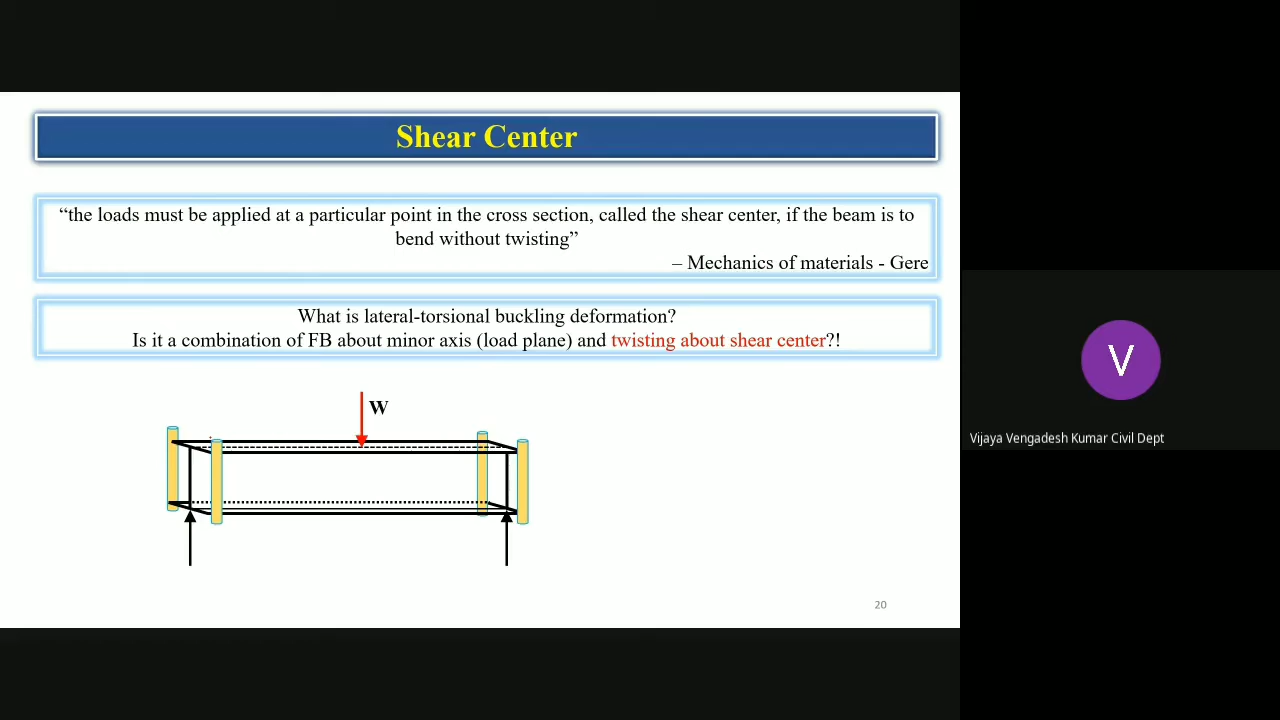 Shear Center
“the loads must be applied at a particular point in the cross section, called the shear center, if the beam is to
bend without twisting”
– Mechanics of materials - Gere
What is lateral-torsional buckling deformation?
Is it a combination of FB about minor axis (load plane) and twisting about shear center?!
W
20
V
Vijaya Vengadesh Kumar Civil Dept